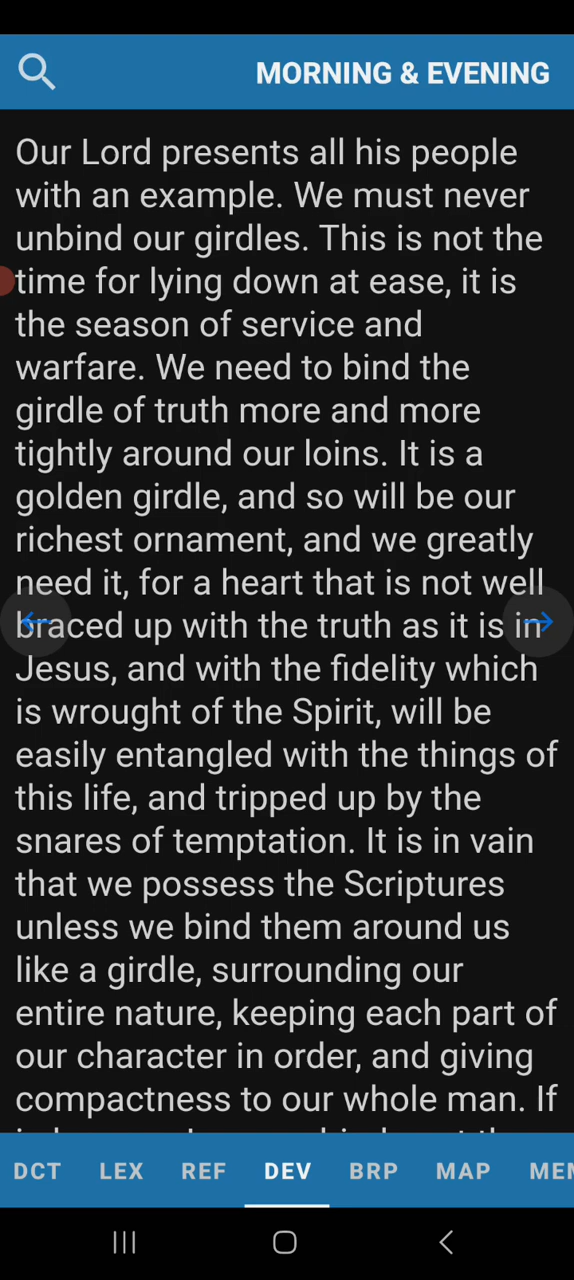 MORNING & EVENING
Our Lord presents all his people
with an example. We must never
unbind our girdles. This is not the
time for lying down at ease, it is
the season of service and
warfare. We need to bind the
girdle of truth more and more
tightly around our loins. It is a
golden girdle, and so will be our
richest ornament, and we greatly
need it, for a heart that is not well
braced up with the truth as it is in
Jesus, and with the fidelity which
is wrought of the Spirit, will be
easily entangled with the things of
this life, and tripped up by the
snares of temptation. It is in vain
that we possess the Scriptures
unless we bind them around us
like a girdle, surrounding our
entire nature, keeping each part of
our character in order, and giving
compactness to our whole man. If
DCT LEX REF DEV BRP MAP